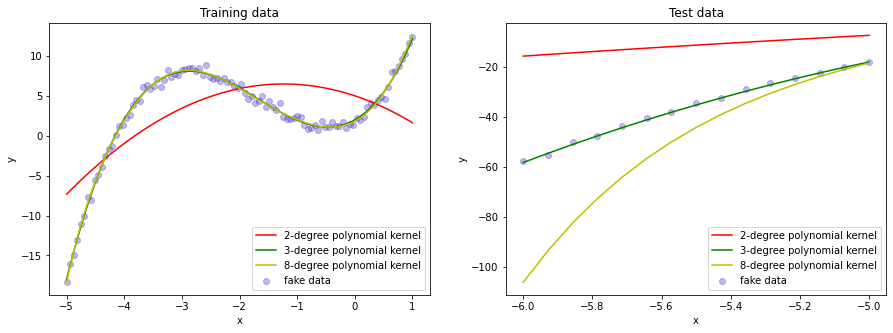 Training data
10
5
0
−5
−10
−15
y
−5 −4 −3 −2 −1 0 1
x
2-degree polynomial kernel
3-degree polynomial kernel
8-degree polynomial kernel
fake data
Test data
−20
−40
−60
−80
−100
y
−6.0 −5.8 −5.6 −5.4 −5.2 −5.0
x
2-degree polynomial kernel
3-degree polynomial kernel
8-degree polynomial kernel
fake data